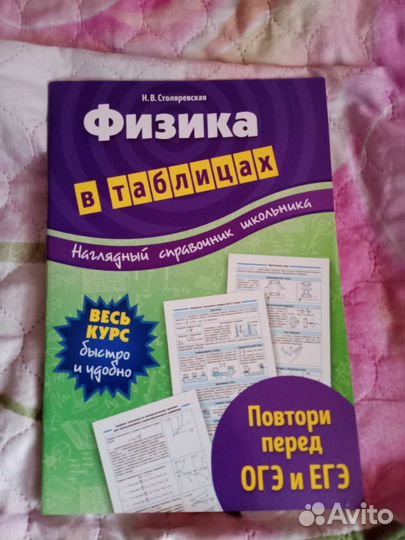 Н. В. Столяревская
Физика
в таблицах
Наглядный справочник школьника
ВЕСЬ
КУРС
быстро
и удобно
Повтори
перед
ОГЭ и ЕГЭ
Avito